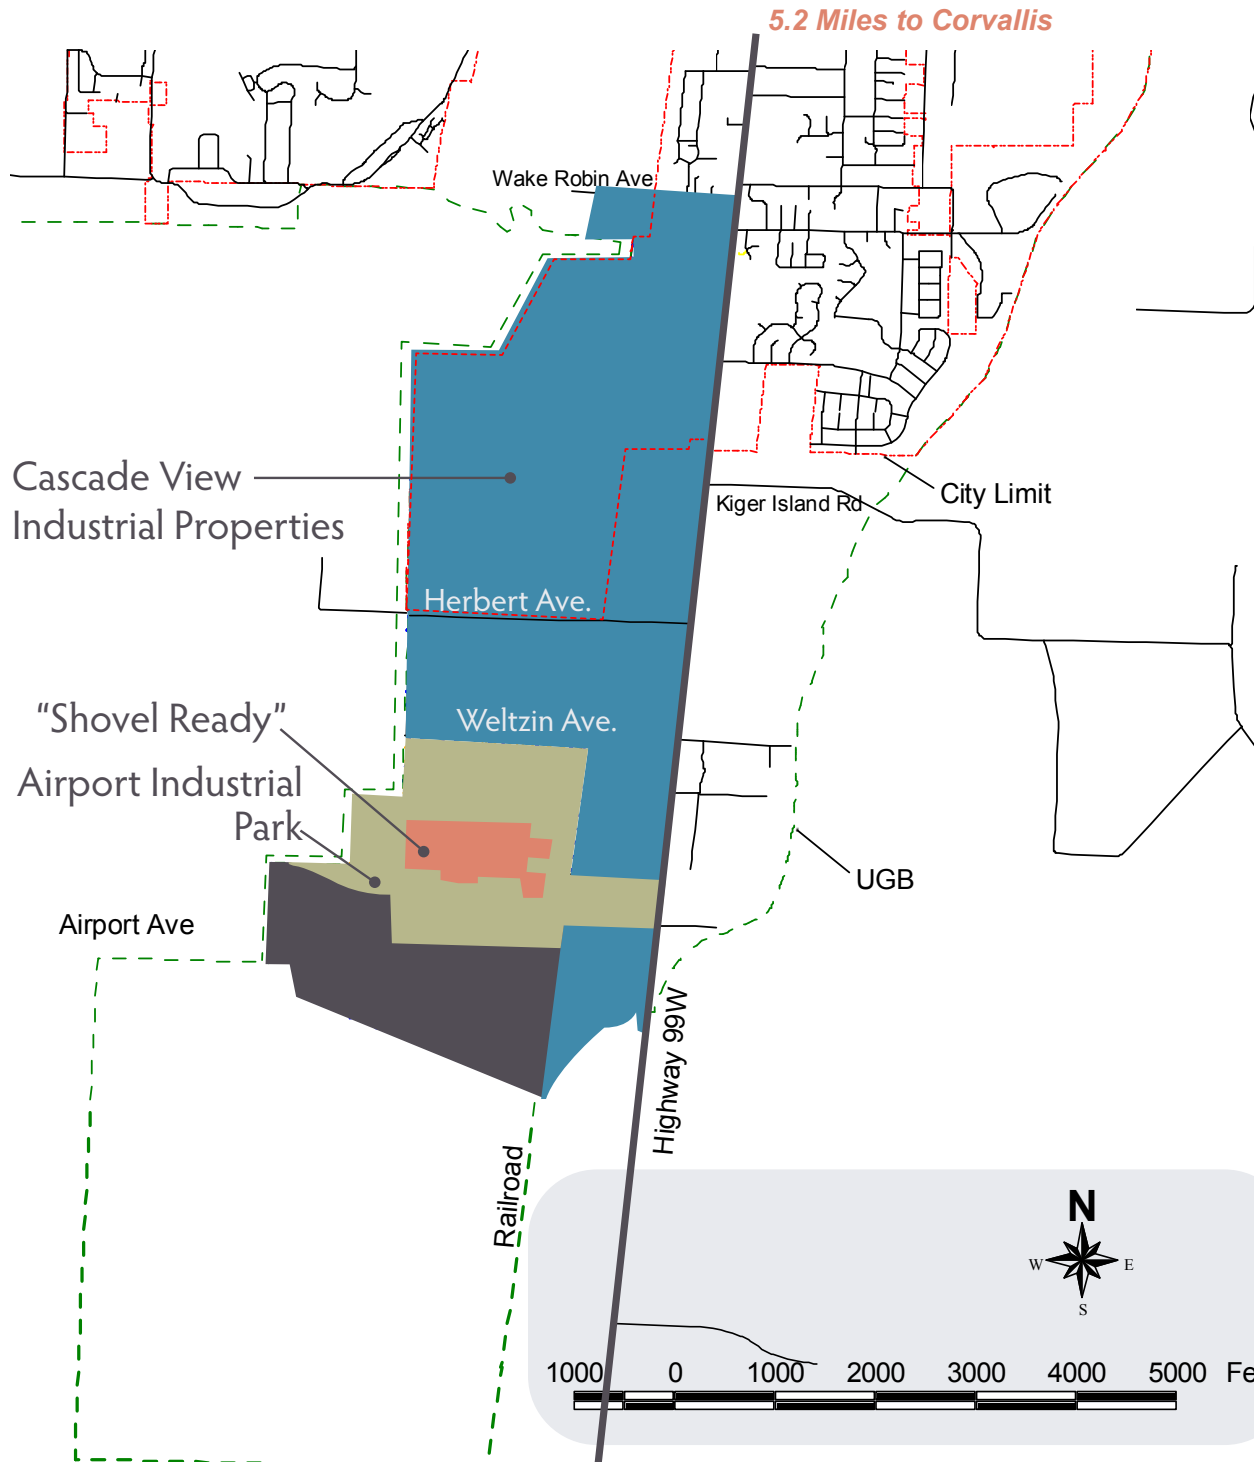 5.2 Miles to Corvallis
Wake Robin Ave
Cascade View
Industrial Properties
City Limit
Kiger Island Rd
Herbert Ave.
"Shovel Ready"
Weltzin Ave.
Airport Industrial
Park
UGB
Airport Ave
Highway 99W
Railroad
N
W
E
S
1000 0 1000 2000 3000 4000 5000 Fe